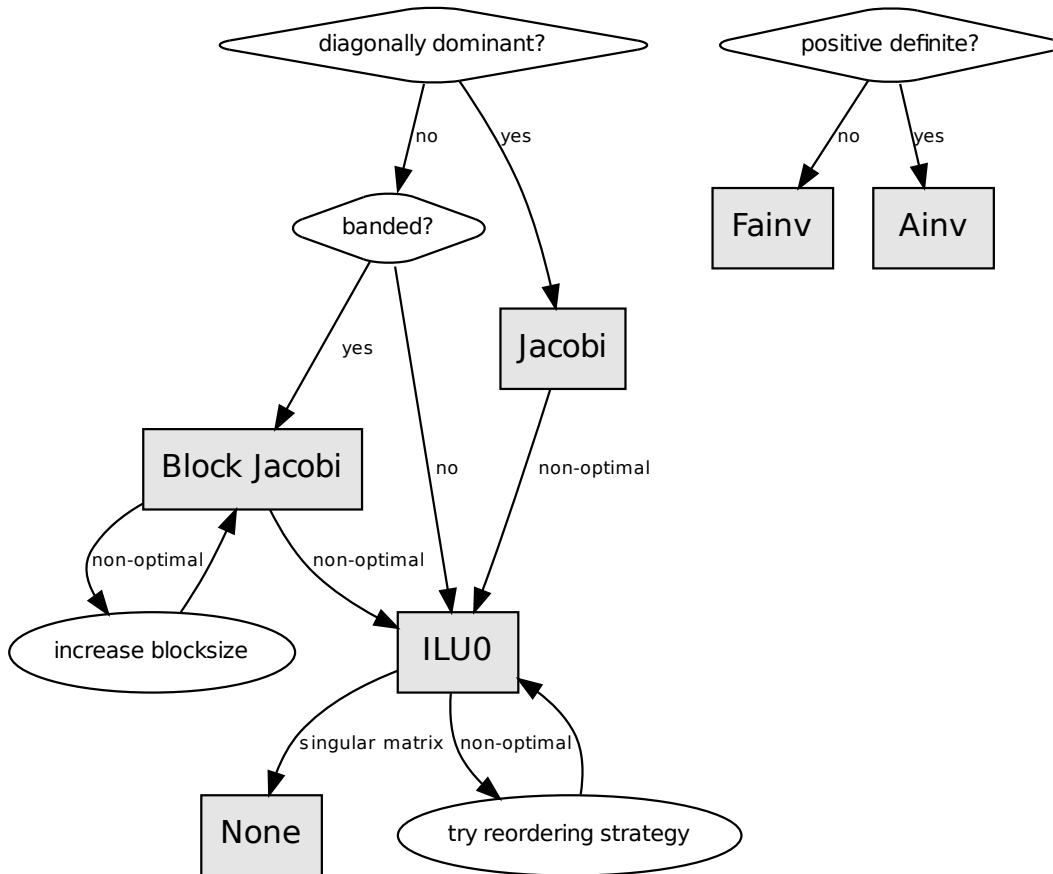 diagonally dominant?
positive definite?
no
yes
no
yes
banded?
Fainv
Ainv
yes
Jacobi
Block Jacobi
no
non-optimal
non-optimal
non-optimal
increase blocksize
ILU0
singular matrix
non-optimal
None
try reordering strategy